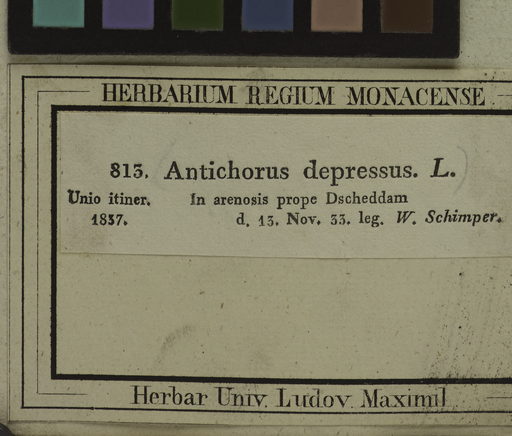 HERBARIUM REGIUM MONACENSE
813. Antichorus depressus. L.
Unio itiner. In arenosis prope Dscheddam
1837. d. 13. Nov. 33. leg. W. Schimper.
Herbar Univ. Ludov. Maximil